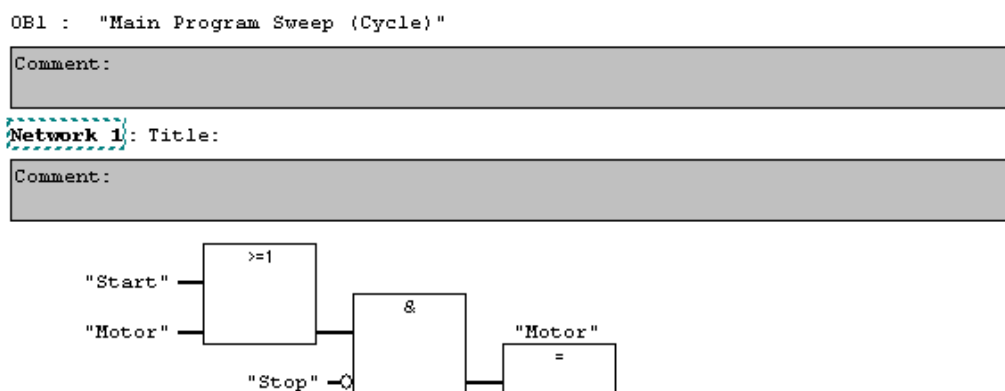 OB1 :  "Main Program Sweep (Cycle)"
Comment:
Network 1: Title:
Comment:
>=1
"Start"
&
"Motor"
"Motor"
=
"Stop"